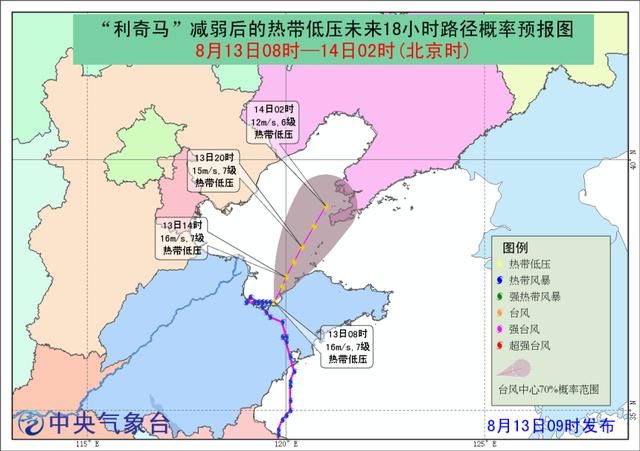 “利奇马”减弱后的热带低压未来18小时路径概率预报图
8月13日08时—14日02时(北京时)
14日02时
12m/s,6级
热带低压
13日20时
15m/s,7级
热带低压
13日14时
16m/s,7级
热带低压
13日08时
16m/s,7级
热带低压
图例
热带低压
热带风暴
强热带风暴
台风
强台风
超强台风
台风中心70%概率范围
中央气象台
8月13日09时发布
115°E
120°E
125°E
40
35